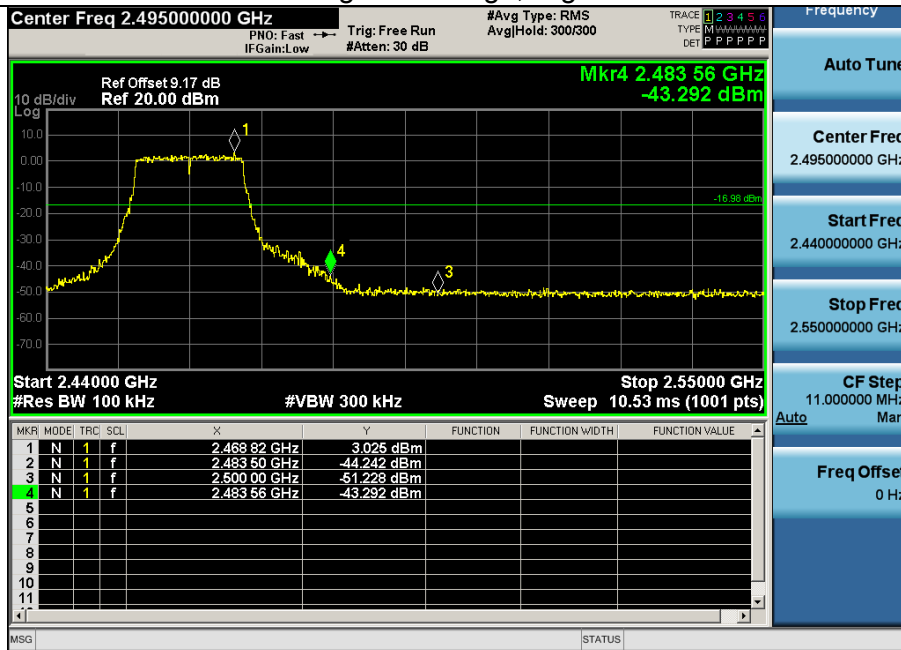 Center Freq 2.495000000 GHz
PNO: Fast
IFGain:Low
Trig: Free Run
#Atten: 30 dB
#Avg Type: RMS
Avg|Hold: 300/300
TRACE 1 2 3 4 5 6
TYPE M WWWWW
DET P P P P P P
Frequency
Ref Offset 9.17 dB
10 dB/div Ref 20.00 dBm
Log
Mkr4 2.483 56 GHz
-43.292 dBm
10.0
0.00
-10.0
-20.0
-30.0
-40.0
-50.0
-60.0
-70.0
1
4
3
-16.98 dBm
Start 2.44000 GHz
Stop 2.55000 GHz
#Res BW 100 kHz
#VBW 300 kHz
Sweep 10.53 ms (1001 pts)
MKR MODE TRC SCL X Y FUNCTION FUNCTION WIDTH FUNCTION VALUE
1 N 1 f 2.468 82 GHz 3.025 dBm
2 N 1 f 2.483 50 GHz -44.242 dBm
3 N 1 f 2.500 00 GHz -51.228 dBm
4 N 1 f 2.483 56 GHz -43.292 dBm
5
6
7
8
9
10
11
MSG
STATUS
Auto Tune
Center Freq
2.495000000 GHz
Start Freq
2.440000000 GHz
Stop Freq
2.550000000 GHz
CF Step
11.000000 MHz
Auto Man
Freq Offset
0 Hz